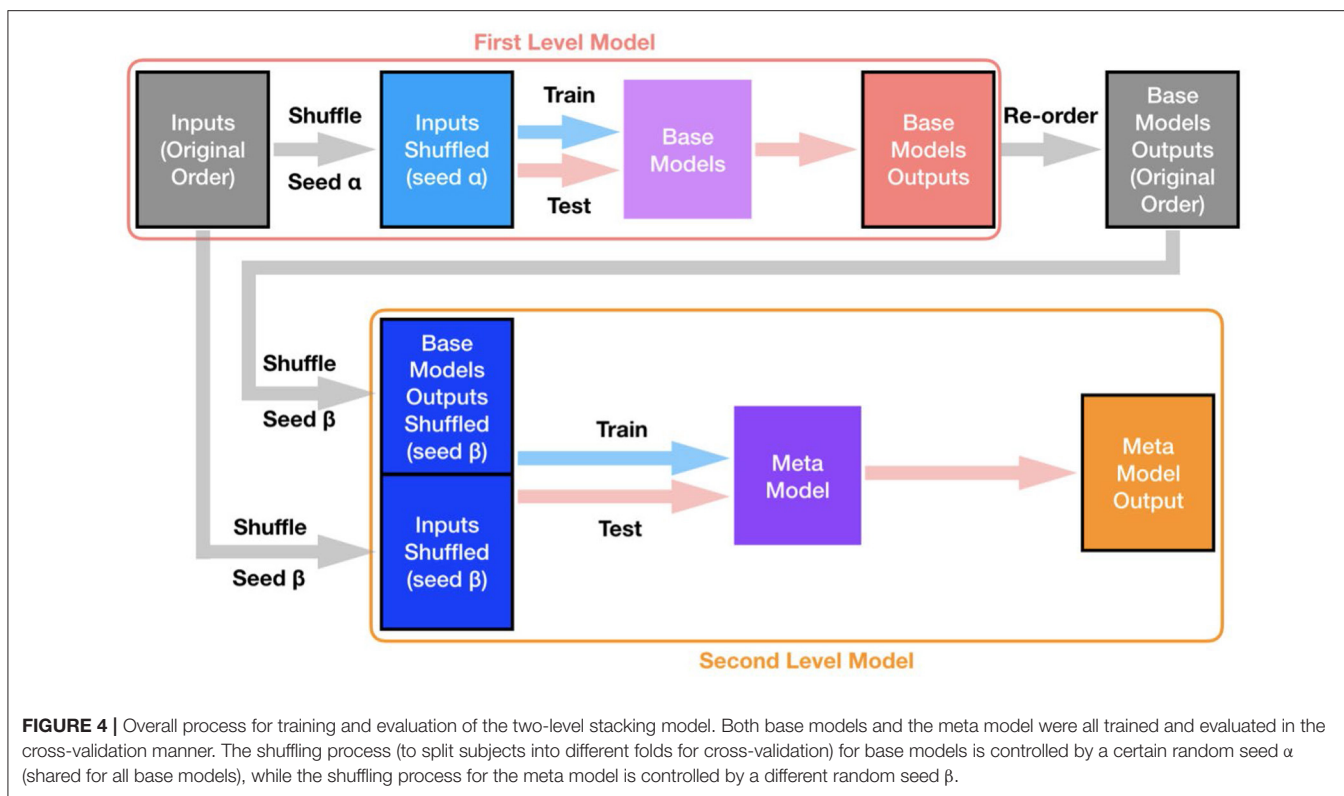 First Level Model
Inputs
(Original
Order)
Shuffle
Seed α
Inputs
Shuffled
(seed α)
Train
Test
Base
Models
Base
Models
Outputs
Re-order
Base
Models
Outputs
(Original
Order)
Shuffle
Seed β
Base
Models
Outputs
Shuffled
(seed β)
Shuffle
Seed β
Inputs
Shuffled
(seed β)
Train
Test
Meta
Model
Meta
Model
Output
Second Level Model
FIGURE 4 | Overall process for training and evaluation of the two-level stacking model. Both base models and the meta model were all trained and evaluated in the
cross-validation manner. The shuffling process (to split subjects into different folds for cross-validation) for base models is controlled by a certain random seed α
(shared for all base models), while the shuffling process for the meta model is controlled by a different random seed β.